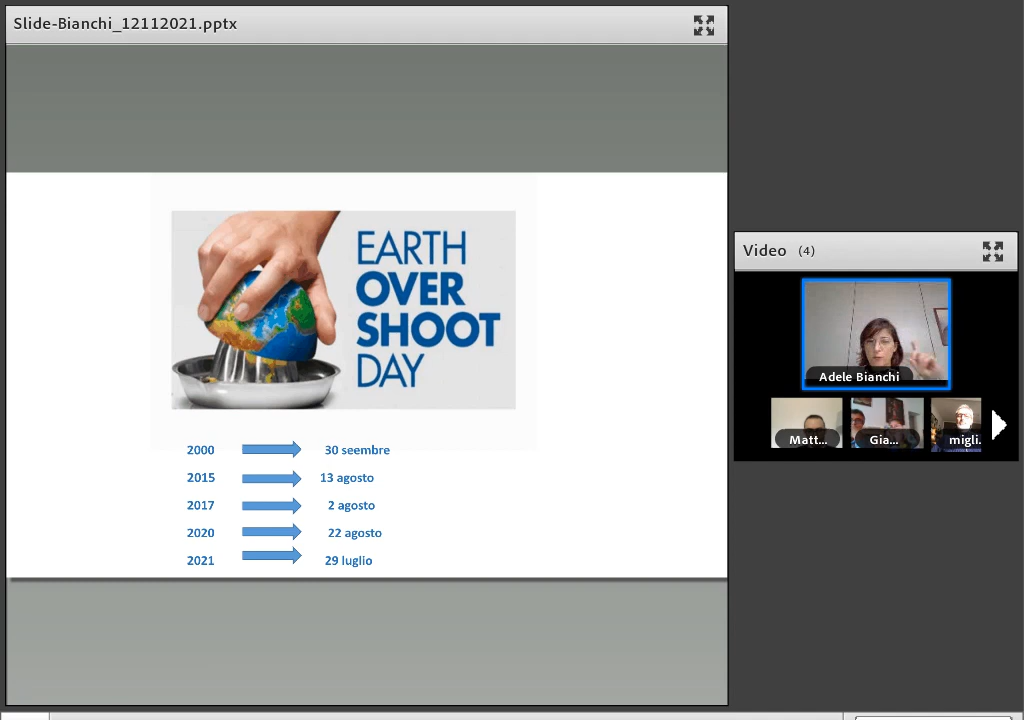 Slide-Bianchi_12112021.pptx
EARTH
OVER
SHOOT
DAY
2000 30 seembre
2015 13 agosto
2017 2 agosto
2020 22 agosto
2021 29 luglio
Video (4)
Adele Bianchi
Matt... Gia... migli.